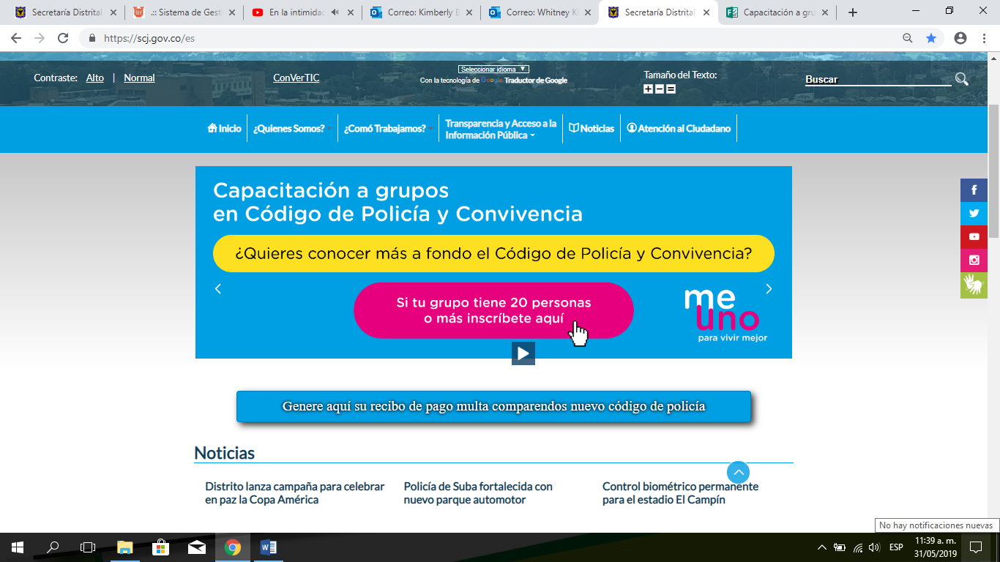 Secretaría Distrital
.:: Sistema de Gest
En la intimidad
Correo: Kimberly B
Correo: Whitney K
Secretaría Distrital
Capacitación a gru
https://scj.gov.co/es
Contraste: Alto | Normal
ConVerTIC
Seleccionar idioma ▼
Con la tecnología de Google Traductor de Google
Tamaño del Texto:
+ - =
Buscar
Inicio
¿Quienes Somos?
¿Comó Trabajamos?
Transparencia y Acceso a la
Información Pública
Noticias
Atención al Ciudadano
Capacitación a grupos
en Código de Policía y Convivencia
¿Quieres conocer más a fondo el Código de Policía y Convivencia?
Si tu grupo tiene 20 personas
o más inscríbete aquí
me
uno
para vivir mejor
Genere aquí su recibo de pago multa comparendos nuevo código de policía
Noticias
Distrito lanza campaña para celebrar
en paz la Copa América
Policía de Suba fortalecida con
nuevo parque automotor
Control biométrico permanente
para el estadio El Campín
No hay notificaciones nuevas
ESP
11:39 a. m.
31/05/2019